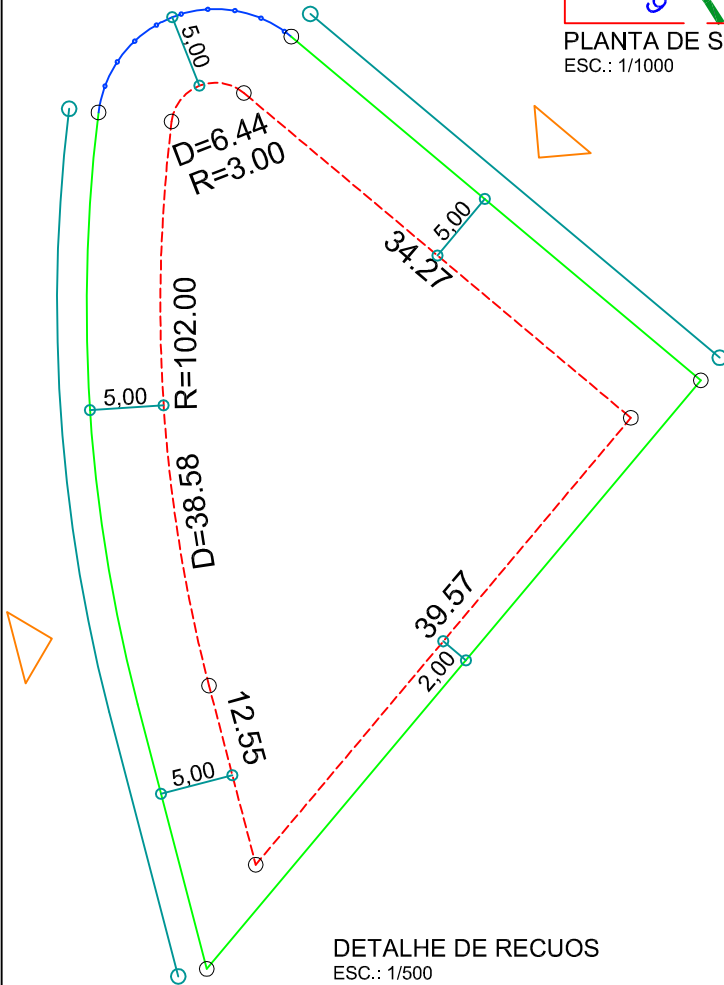 PLANTA DE S
ESC.: 1/1000
5,00
D=6.44
R=3.00
5,00
34.27
R=102.00
5,00
D=38.58
39.57
2,00
12.55
5,00
DETALHE DE RECUOS
ESC.: 1/500